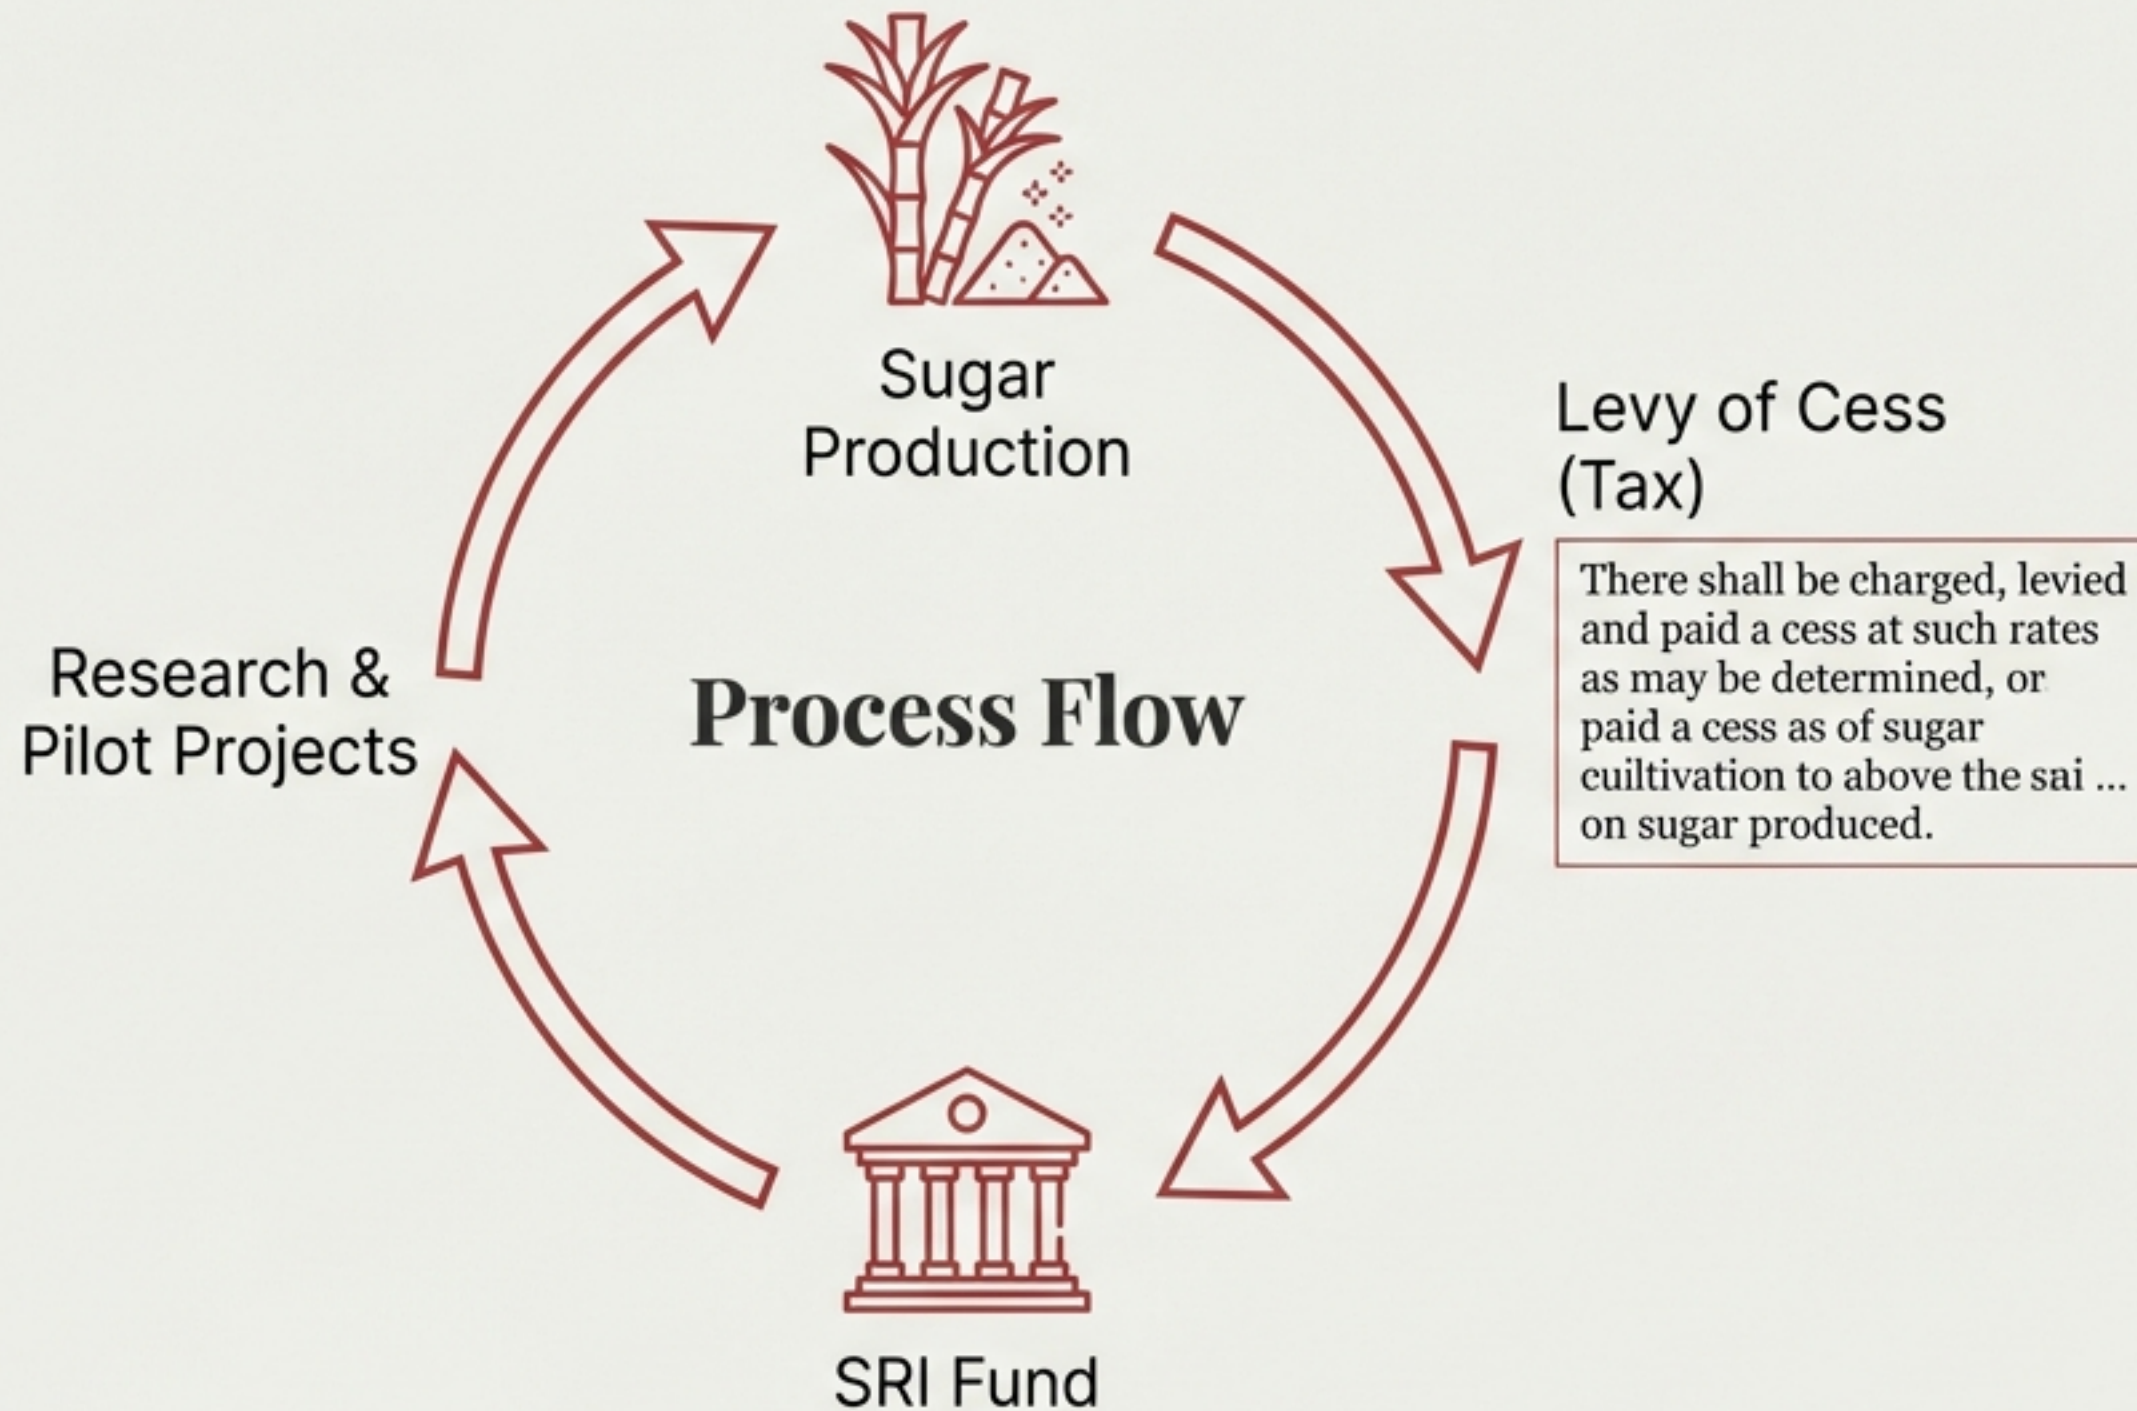 Sugar
Production
Levy of Cess
(Tax)
There shall be charged, levied
and paid a cess at such rates
as may be determined, or
paid a cess as of sugar
cuiltivation to above the sai ...
on sugar produced.
Research &
Pilot Projects
Process Flow
SRI Fund